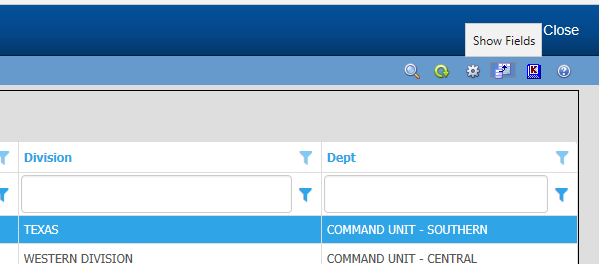 Show Fields Close
K ?
Division Dept
TEXAS COMMAND UNIT - SOUTHERN
WESTERN DIVISION COMMAND UNIT - CENTRAL